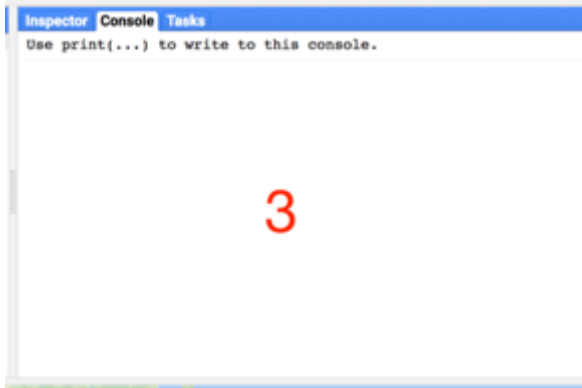 Inspector Console Tasks
Use print(...) to write to this console.
3